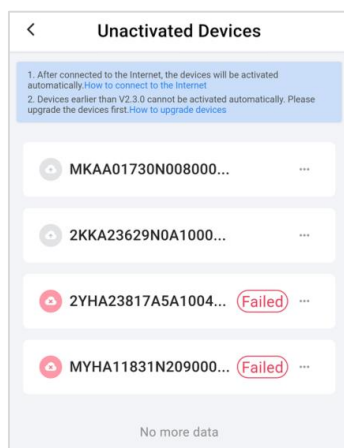 Unactivated Devices
1. After connected to the Internet, the devices will be activated
automatically.How to connect to the Internet
2. Devices earlier than V2.3.0 cannot be activated automatically. Please
upgrade the devices first.How to upgrade devices
MKAA01730N008000...
2KKA23629N0A1000...
2YHA23817A5A1004... Failed
MYHA11831N209000... Failed
No more data